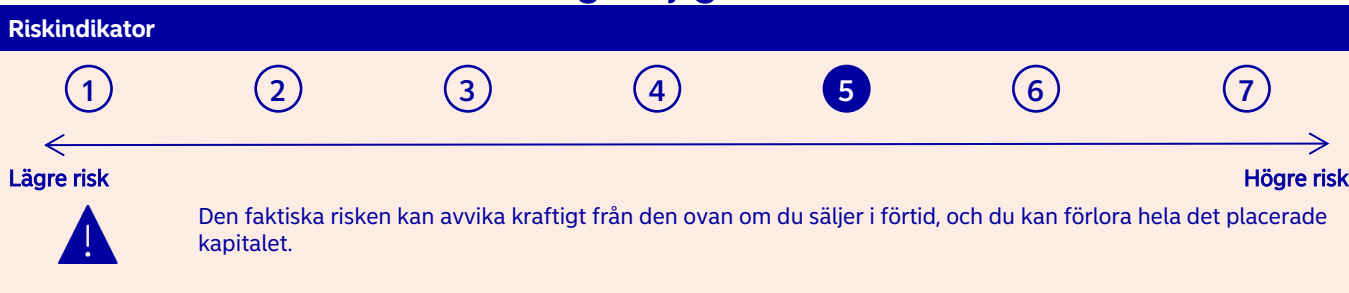 Riskindikator
1 2 3 4 5 6 7
Lägre risk Högre risk
Den faktiska risken kan avvika kraftigt från den ovan om du säljer i förtid, och du kan förlora hela det placerade
kapitalet.